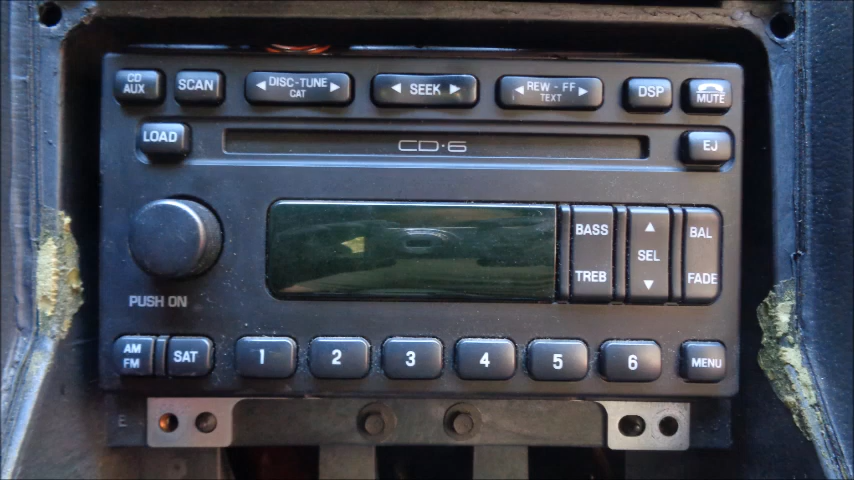 CD
AUX
SCAN
DISC-TUNE
CAT
SEEK
REW - FF
TEXT
DSP
MUTE
LOAD
CD·6
EJ
BASS
TREB
SEL
BAL
FADE
PUSH ON
AM
FM
SAT
1
2
3
4
5
6
MENU
E